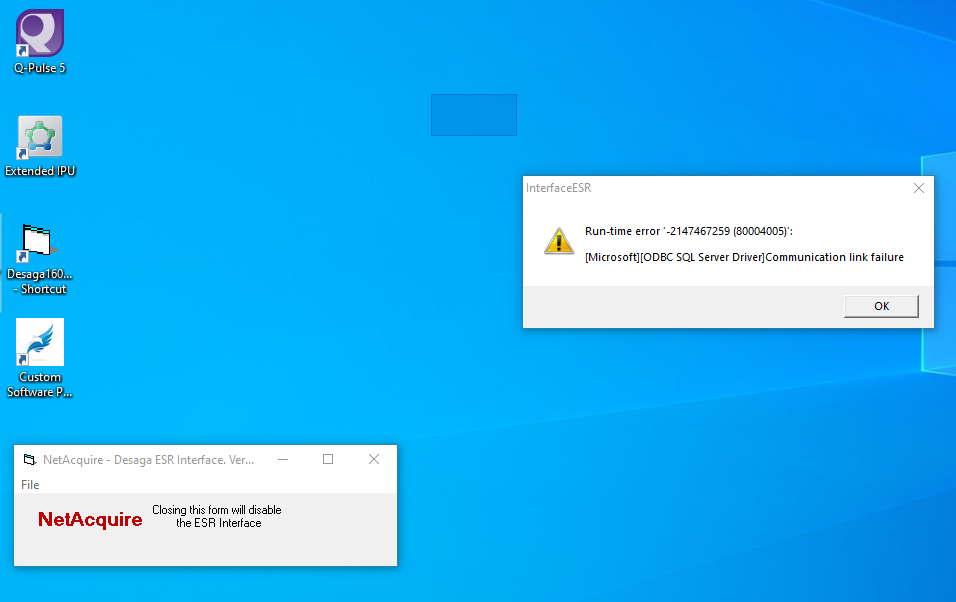 Q-Pulse 5
Extended IPU
Desaga160...
- Shortcut
Custom
Software P...
InterfaceESR
Run-time error '-2147467259 (80004005)':
[Microsoft][ODBC SQL Server Driver]Communication link failure
OK
NetAcquire - Desaga ESR Interface. Ver...
File
NetAcquire
Closing this form will disable
the ESR Interface